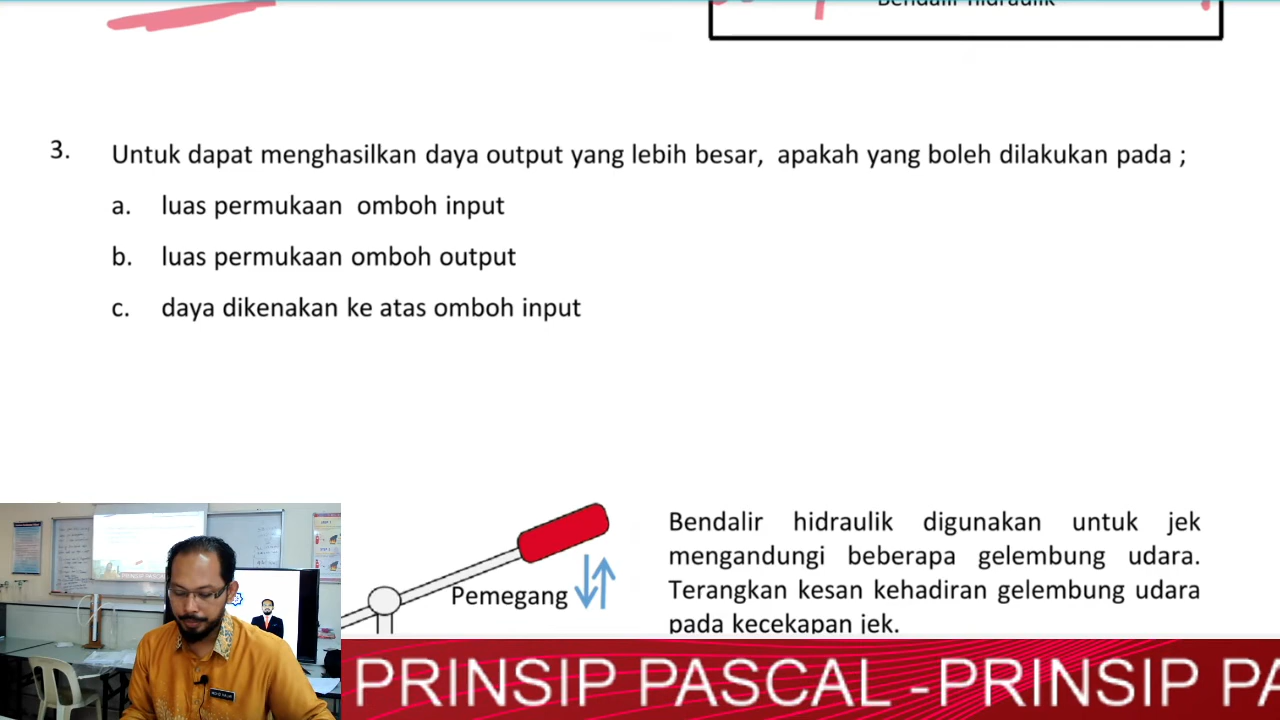 Bendalir hidraulik
3. Untuk dapat menghasilkan daya output yang lebih besar, apakah yang boleh dilakukan pada ;
a. luas permukaan omboh input
b. luas permukaan omboh output
c. daya dikenakan ke atas omboh input
Pemegang
Bendalir hidraulik digunakan untuk jek
mengandungi beberapa gelembung udara.
Terangkan kesan kehadiran gelembung udara
pada kecekapan jek.
PRINSIP PASCAL -PRINSIP PA